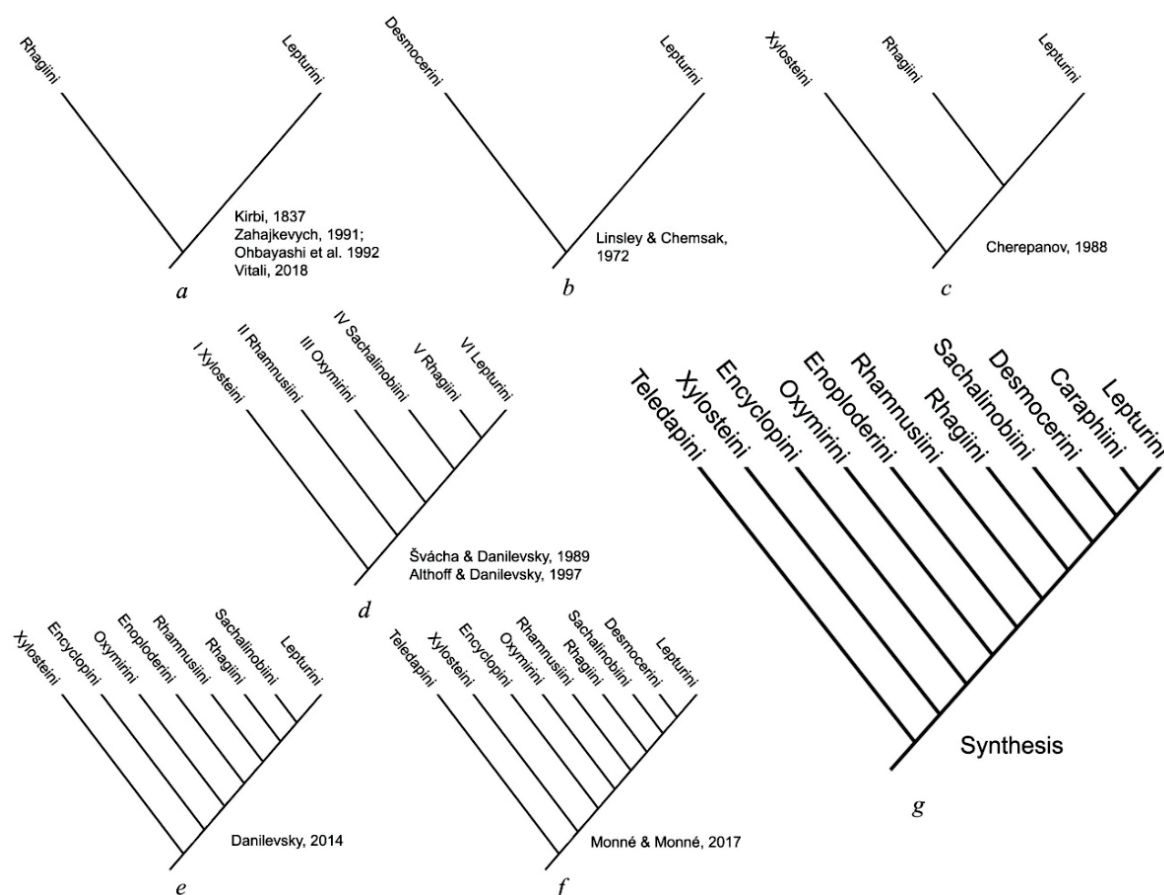 Rhagiini
Lepturini
Kirbi, 1837
Zahajkevych, 1991;
Ohbayashi et al. 1992
Vitali, 2018
a
Desmocerini
Lepturini
Linsley & Chemsak,
1972
b
Xylosteini
Rhagiini
Lepturini
Cherepanov, 1988
c
I Xylosteini
II Rhamnusiini
III Oxymirini
IV Sachalinobiini
V Rhagiini
VI Lepturini
Švácha & Danilevsky, 1989
Althoff & Danilevsky, 1997
d
Xylosteini
Encyclopini
Oxymirini
Enoploderini
Rhamnusiini
Rhagiini
Sachalinobiini
Lepturini
Danilevsky, 2014
e
Teledapini
Xylosteini
Encyclopini
Oxymirini
Rhamnusiini
Rhagiini
Sachalinobiini
Desmocerini
Lepturini
Monné & Monné, 2017
f
Teledapini
Xylosteini
Encyclopini
Oxymirini
Enoploderini
Rhamnusiini
Rhagiini
Sachalinobiini
Desmocerini
Caraphiini
Lepturini
Synthesis
g